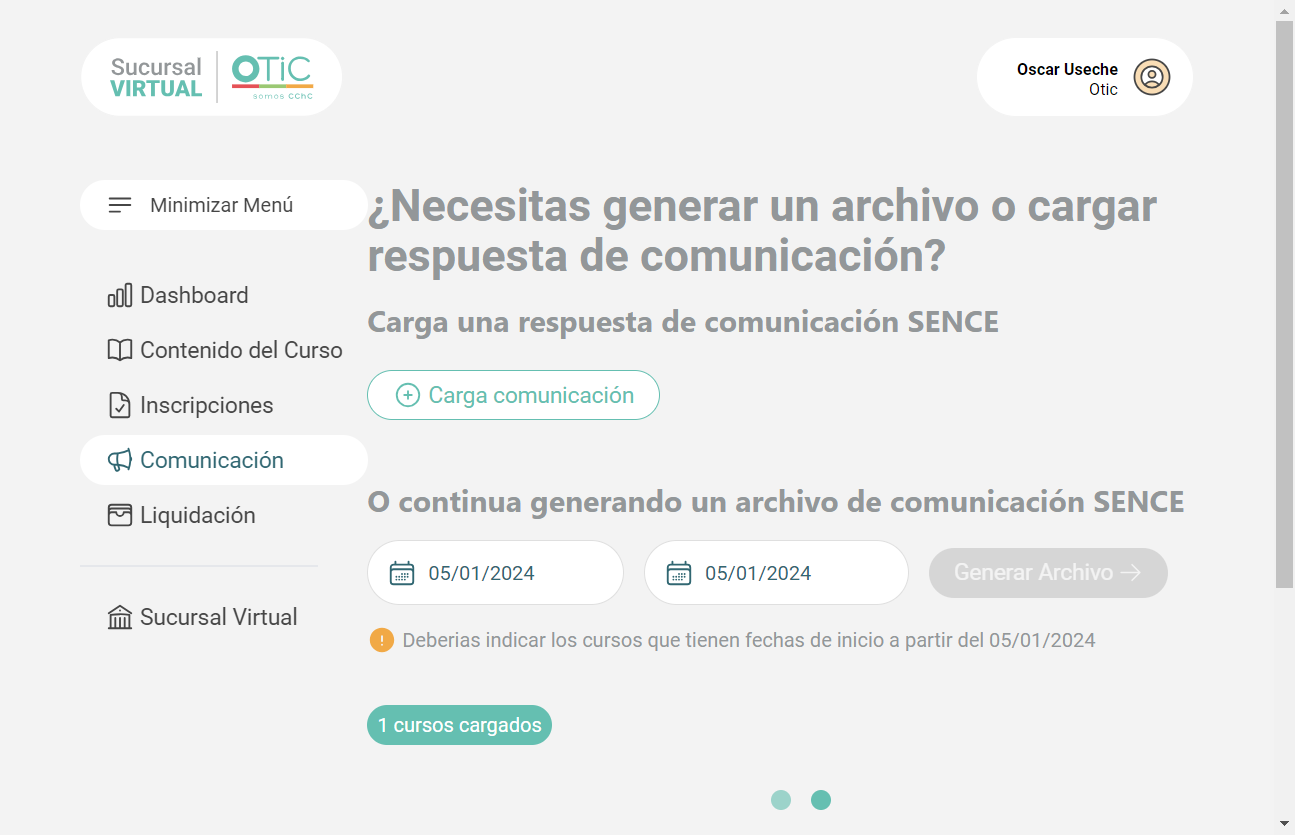 Sucursal
VIRTUAL
OTiC
somos CChC
Oscar Useche
Otic
Minimizar Menú
¿Necesitas generar un archivo o cargar
respuesta de comunicación?
Carga una respuesta de comunicación SENCE
Dashboard
Contenido del Curso
Carga comunicación
Inscripciones
Comunicación
O continua generando un archivo de comunicación SENCE
Liquidación
05/01/2024
05/01/2024
Generar Archivo
Sucursal Virtual
Deberias indicar los cursos que tienen fechas de inicio a partir del 05/01/2024
1 cursos cargados